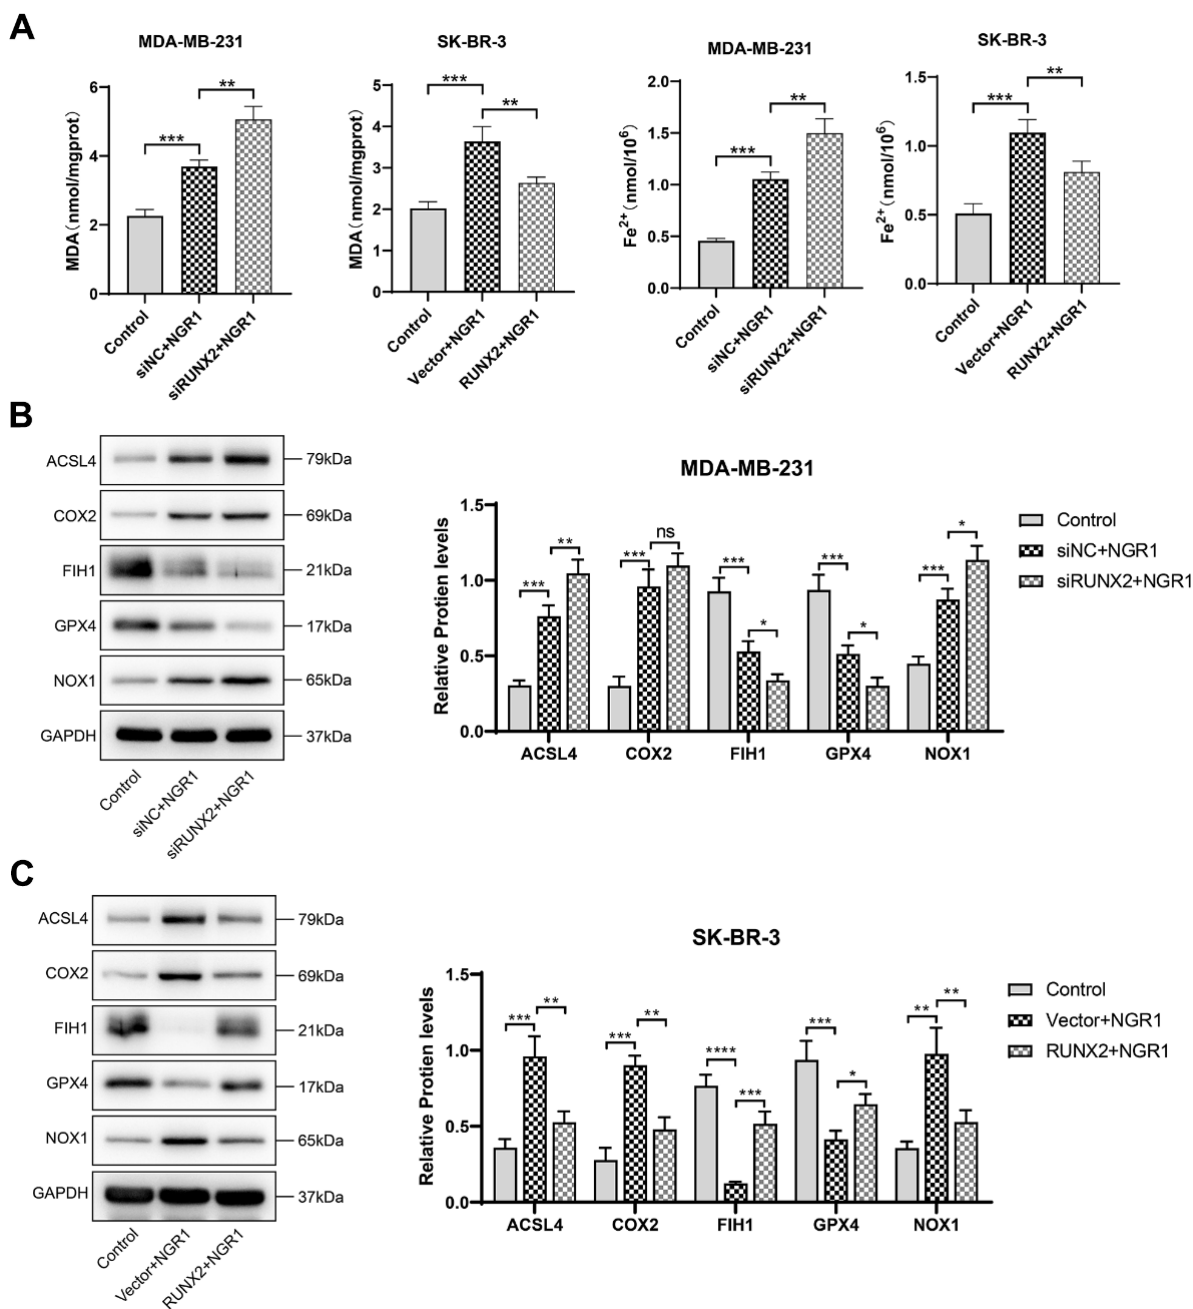 A
MDA-MB-231
MDA（nmol/mgprot)
6
4
2
0
***
**
Control
siNC+NGR1
siRUNX2+NGR1
SK-BR-3
MDA（nmol/mgprot)
5
4
3
2
1
0
***
**
Control
Vector+NGR1
RUNX2+NGR1
MDA-MB-231
Fe2+（nmol/10^6)
2.0
1.5
1.0
0.5
0.0
***
**
Control
siNC+NGR1
siRUNX2+NGR1
SK-BR-3
Fe2+（nmol/10^6)
1.5
1.0
0.5
0.0
***
**
Control
Vector+NGR1
RUNX2+NGR1
B
ACSL4 79kDa
COX2 69kDa
FIH1 21kDa
GPX4 17kDa
NOX1 65kDa
GAPDH 37kDa
Control
siNC+NGR1
siRUNX2+NGR1
MDA-MB-231
Relative Protien levels
1.5
1.0
0.5
0.0
*** **
*** ns
*** *
*** *
*** *
ACSL4 COX2 FIH1 GPX4 NOX1
Control
siNC+NGR1
siRUNX2+NGR1
C
ACSL4 79kDa
COX2 69kDa
FIH1 21kDa
GPX4 17kDa
NOX1 65kDa
GAPDH 37kDa
Control
Vector+NGR1
RUNX2+NGR1
SK-BR-3
Relative Protien levels
1.5
1.0
0.5
0.0
*** **
*** **
**** ***
*** *
** **
ACSL4 COX2 FIH1 GPX4 NOX1
Control
Vector+NGR1
RUNX2+NGR1